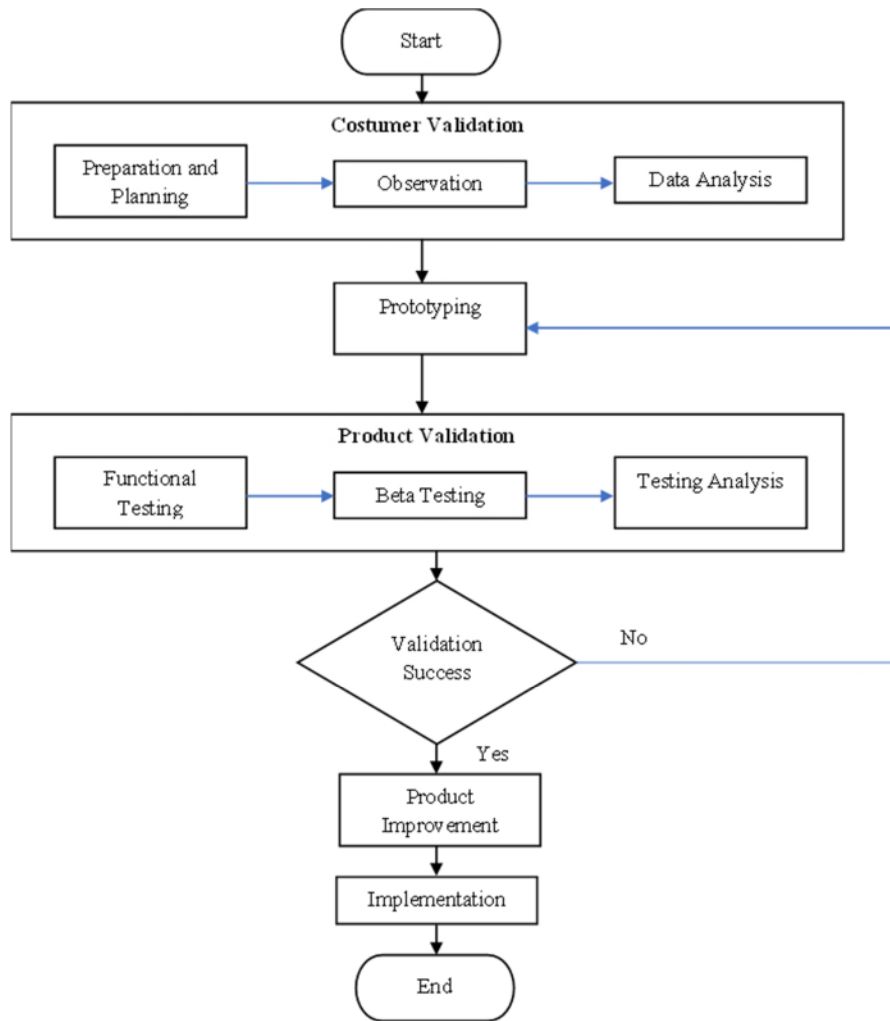 Start
Costumer Validation
Preparation and
Planning
Observation
Data Analysis
Prototyping
Product Validation
Functional
Testing
Beta Testing
Testing Analysis
Validation
Success
No
Yes
Product
Improvement
Implementation
End